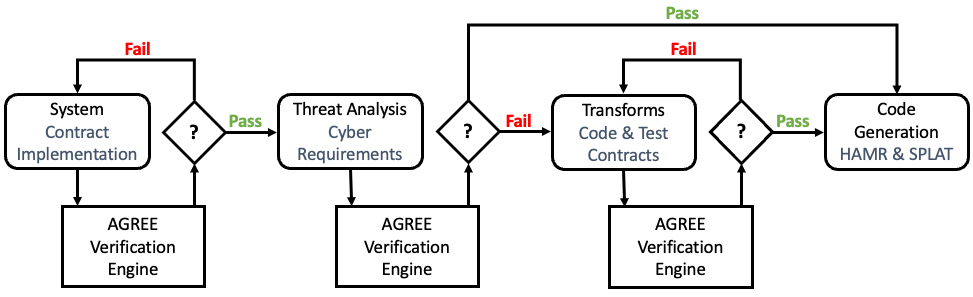 Pass
Fail
Fail
System
Contract
Implementation
?
Pass
Threat Analysis
Cyber
Requirements
?
Fail
Transforms
Code & Test
Contracts
?
Pass
Code
Generation
HAMR & SPLAT
AGREE
Verification
Engine
AGREE
Verification
Engine
AGREE
Verification
Engine